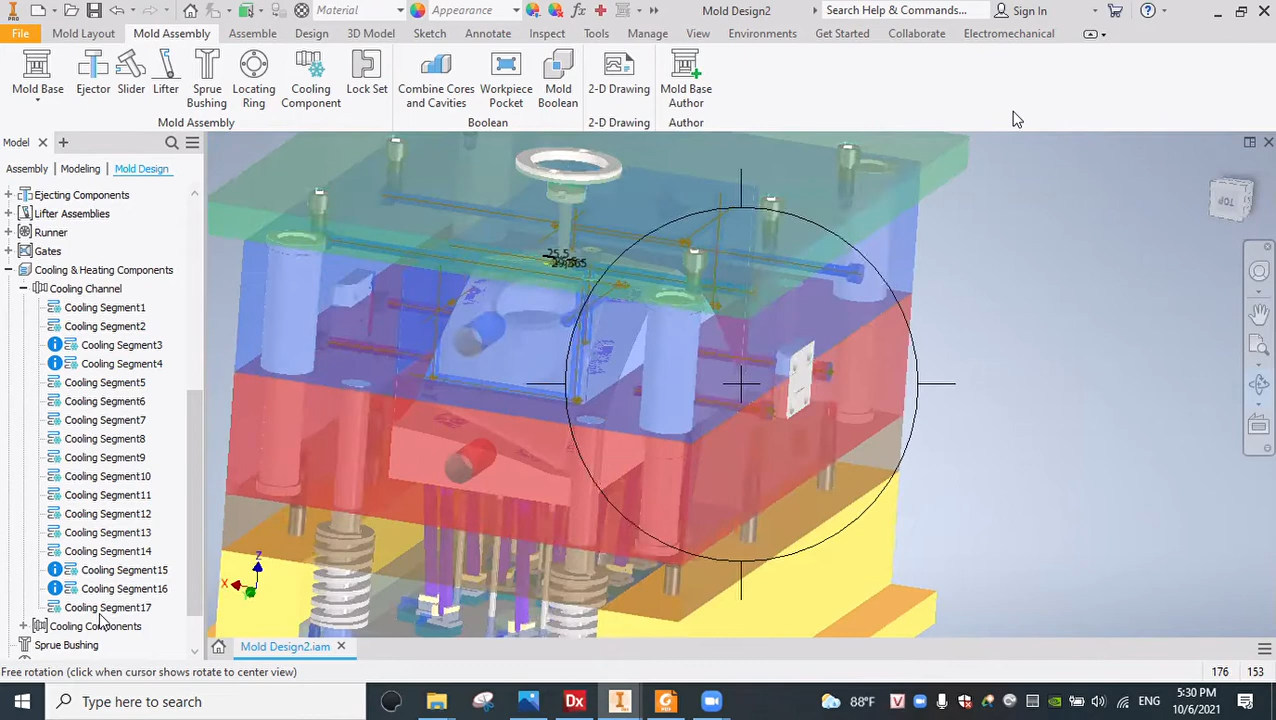 Material
Appearance
Mold Design2
Search Help & Commands...
Sign In
File
Mold Layout
Mold Assembly
Assemble
Design
3D Model
Sketch
Annotate
Inspect
Tools
Manage
View
Environments
Get Started
Collaborate
Electromechanical
Mold Base
Ejector
Slider
Lifter
Sprue Bushing
Locating Ring
Cooling Component
Lock Set
Combine Cores and Cavities
Workpiece Pocket
Mold Boolean
2-D Drawing
Mold Base Author
Mold Assembly
Boolean
2-D Drawing
Author
Model
Assembly
Modeling
Mold Design
Ejecting Components
Lifter Assemblies
Runner
Gates
Cooling & Heating Components
Cooling Channel
Cooling Segment1
Cooling Segment2
Cooling Segment3
Cooling Segment4
Cooling Segment5
Cooling Segment6
Cooling Segment7
Cooling Segment8
Cooling Segment9
Cooling Segment10
Cooling Segment11
Cooling Segment12
Cooling Segment13
Cooling Segment14
Cooling Segment15
Cooling Segment16
Cooling Segment17
Cooling Components
Sprue Bushing
25.5
TOP
Z
X
Mold Design2.iam
Free rotation (click when cursor shows rotate to center view)
176
153
Type here to search
88°F
5:30 PM
10/6/2021